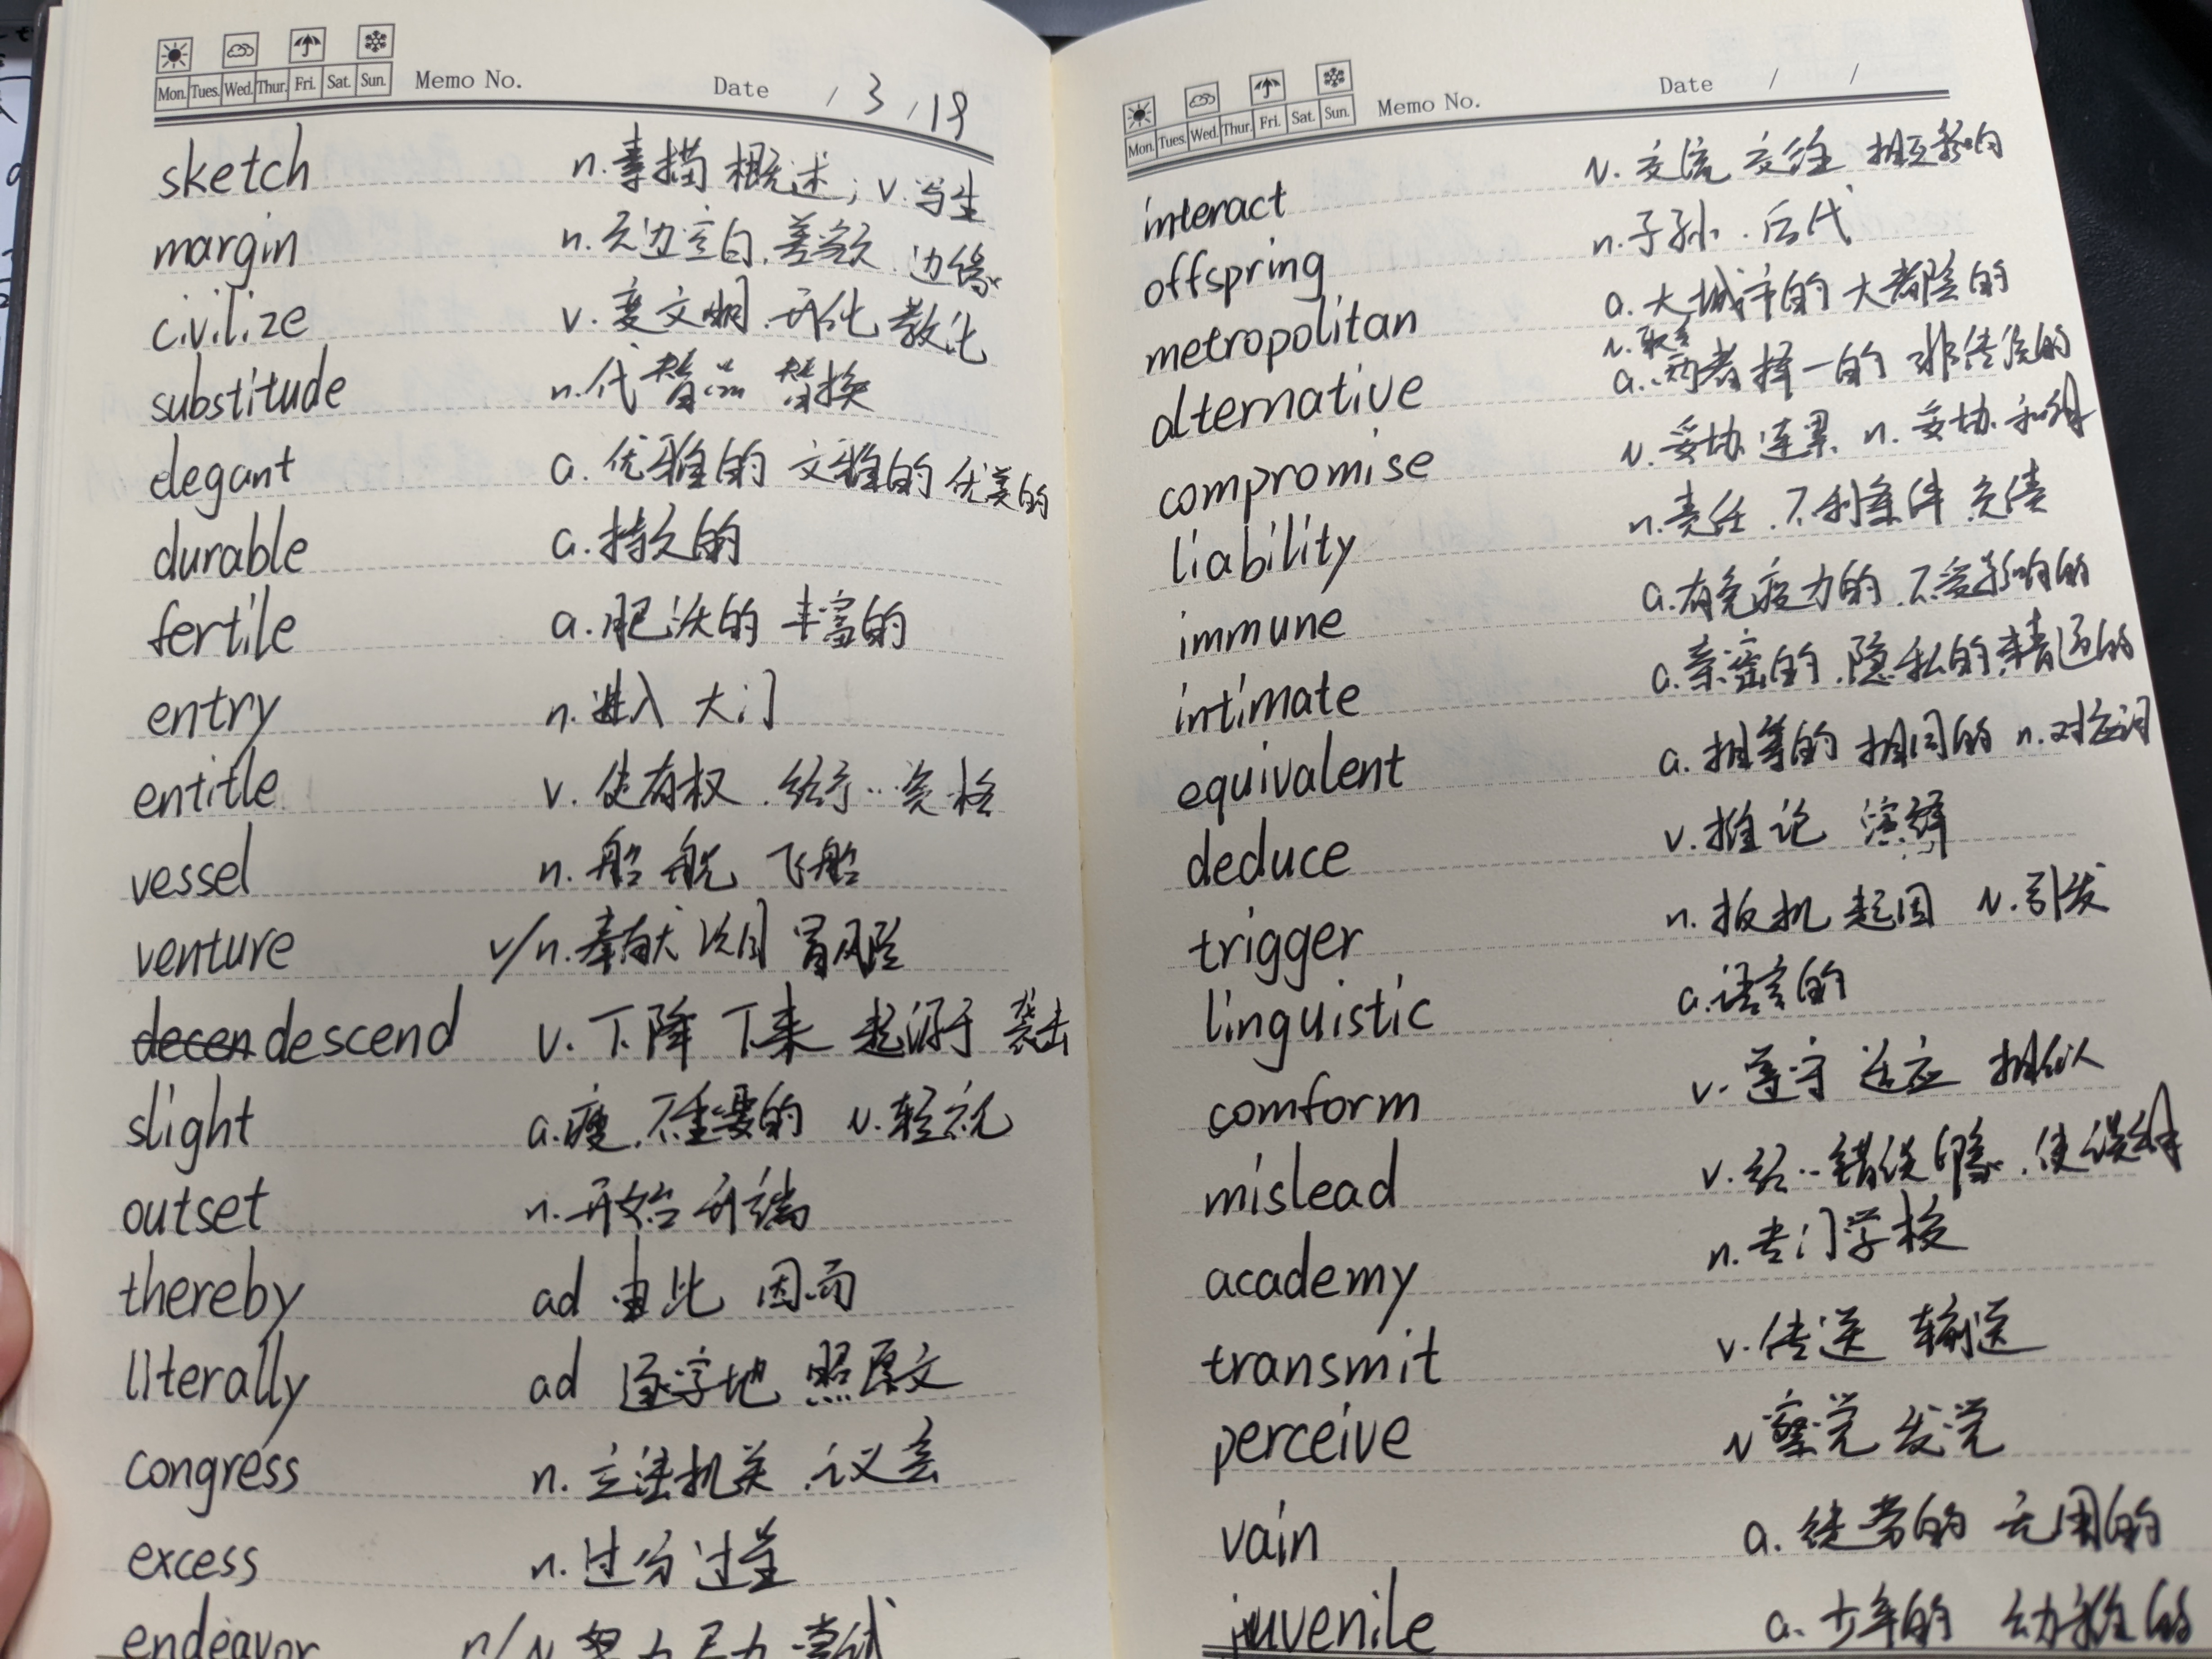 Mon. Tues. Wed. Thur. Fri. Sat. Sun. Memo No. Date / 3 / 19
sketch n.素描 概述; v.写生
margin n.页边空白.差额.边缘
civilize v.变文明.开化 教化
substitude n.代替品 替换
elegant a.优雅的 文雅的 优美的
durable a.持久的
fertile a.肥沃的 丰富的
entry n.进入 大门
entitle v.使有权.给予..资格
vessel n.船 舰 飞船
venture v/n.奉献 冒风险
decen descend v.下降 下来 起源于 袭击
slight a.瘦.不重要的 v.轻视
outset n.开始 开端
thereby ad 由此 因而
literally ad 逐字地 照原文
congress n.立法机关.议会
excess n.过分 过量
endeavor n/v 努力 尽力 尝试
Mon. Tues. Wed. Thur. Fri. Sat. Sun. Memo No. Date / /
interact v.交流 交往 相互影响
offspring n.子孙.后代
metropolitan a.大城市的 大都会的
alternative a.两者择一的 非传统的
compromise v.妥协 连累 n.妥协.和解
liability n.责任.不利条件 负债
immune a.有免疫力的.不受影响的
intimate a.亲密的.隐私的.精通的
equivalent a.相等的 相同的 n.对应词
deduce v.推论 演绎
trigger n.扳机 起因 v.引发
linguistic a.语言的
comform v.遵守 适应 相似
mislead v.给..错误印象.使误解
academy n.专门学校
transmit v.传送 输送
perceive v 察觉 发觉
vain a.徒劳的 无用的
juvenile a.少年的 幼稚的